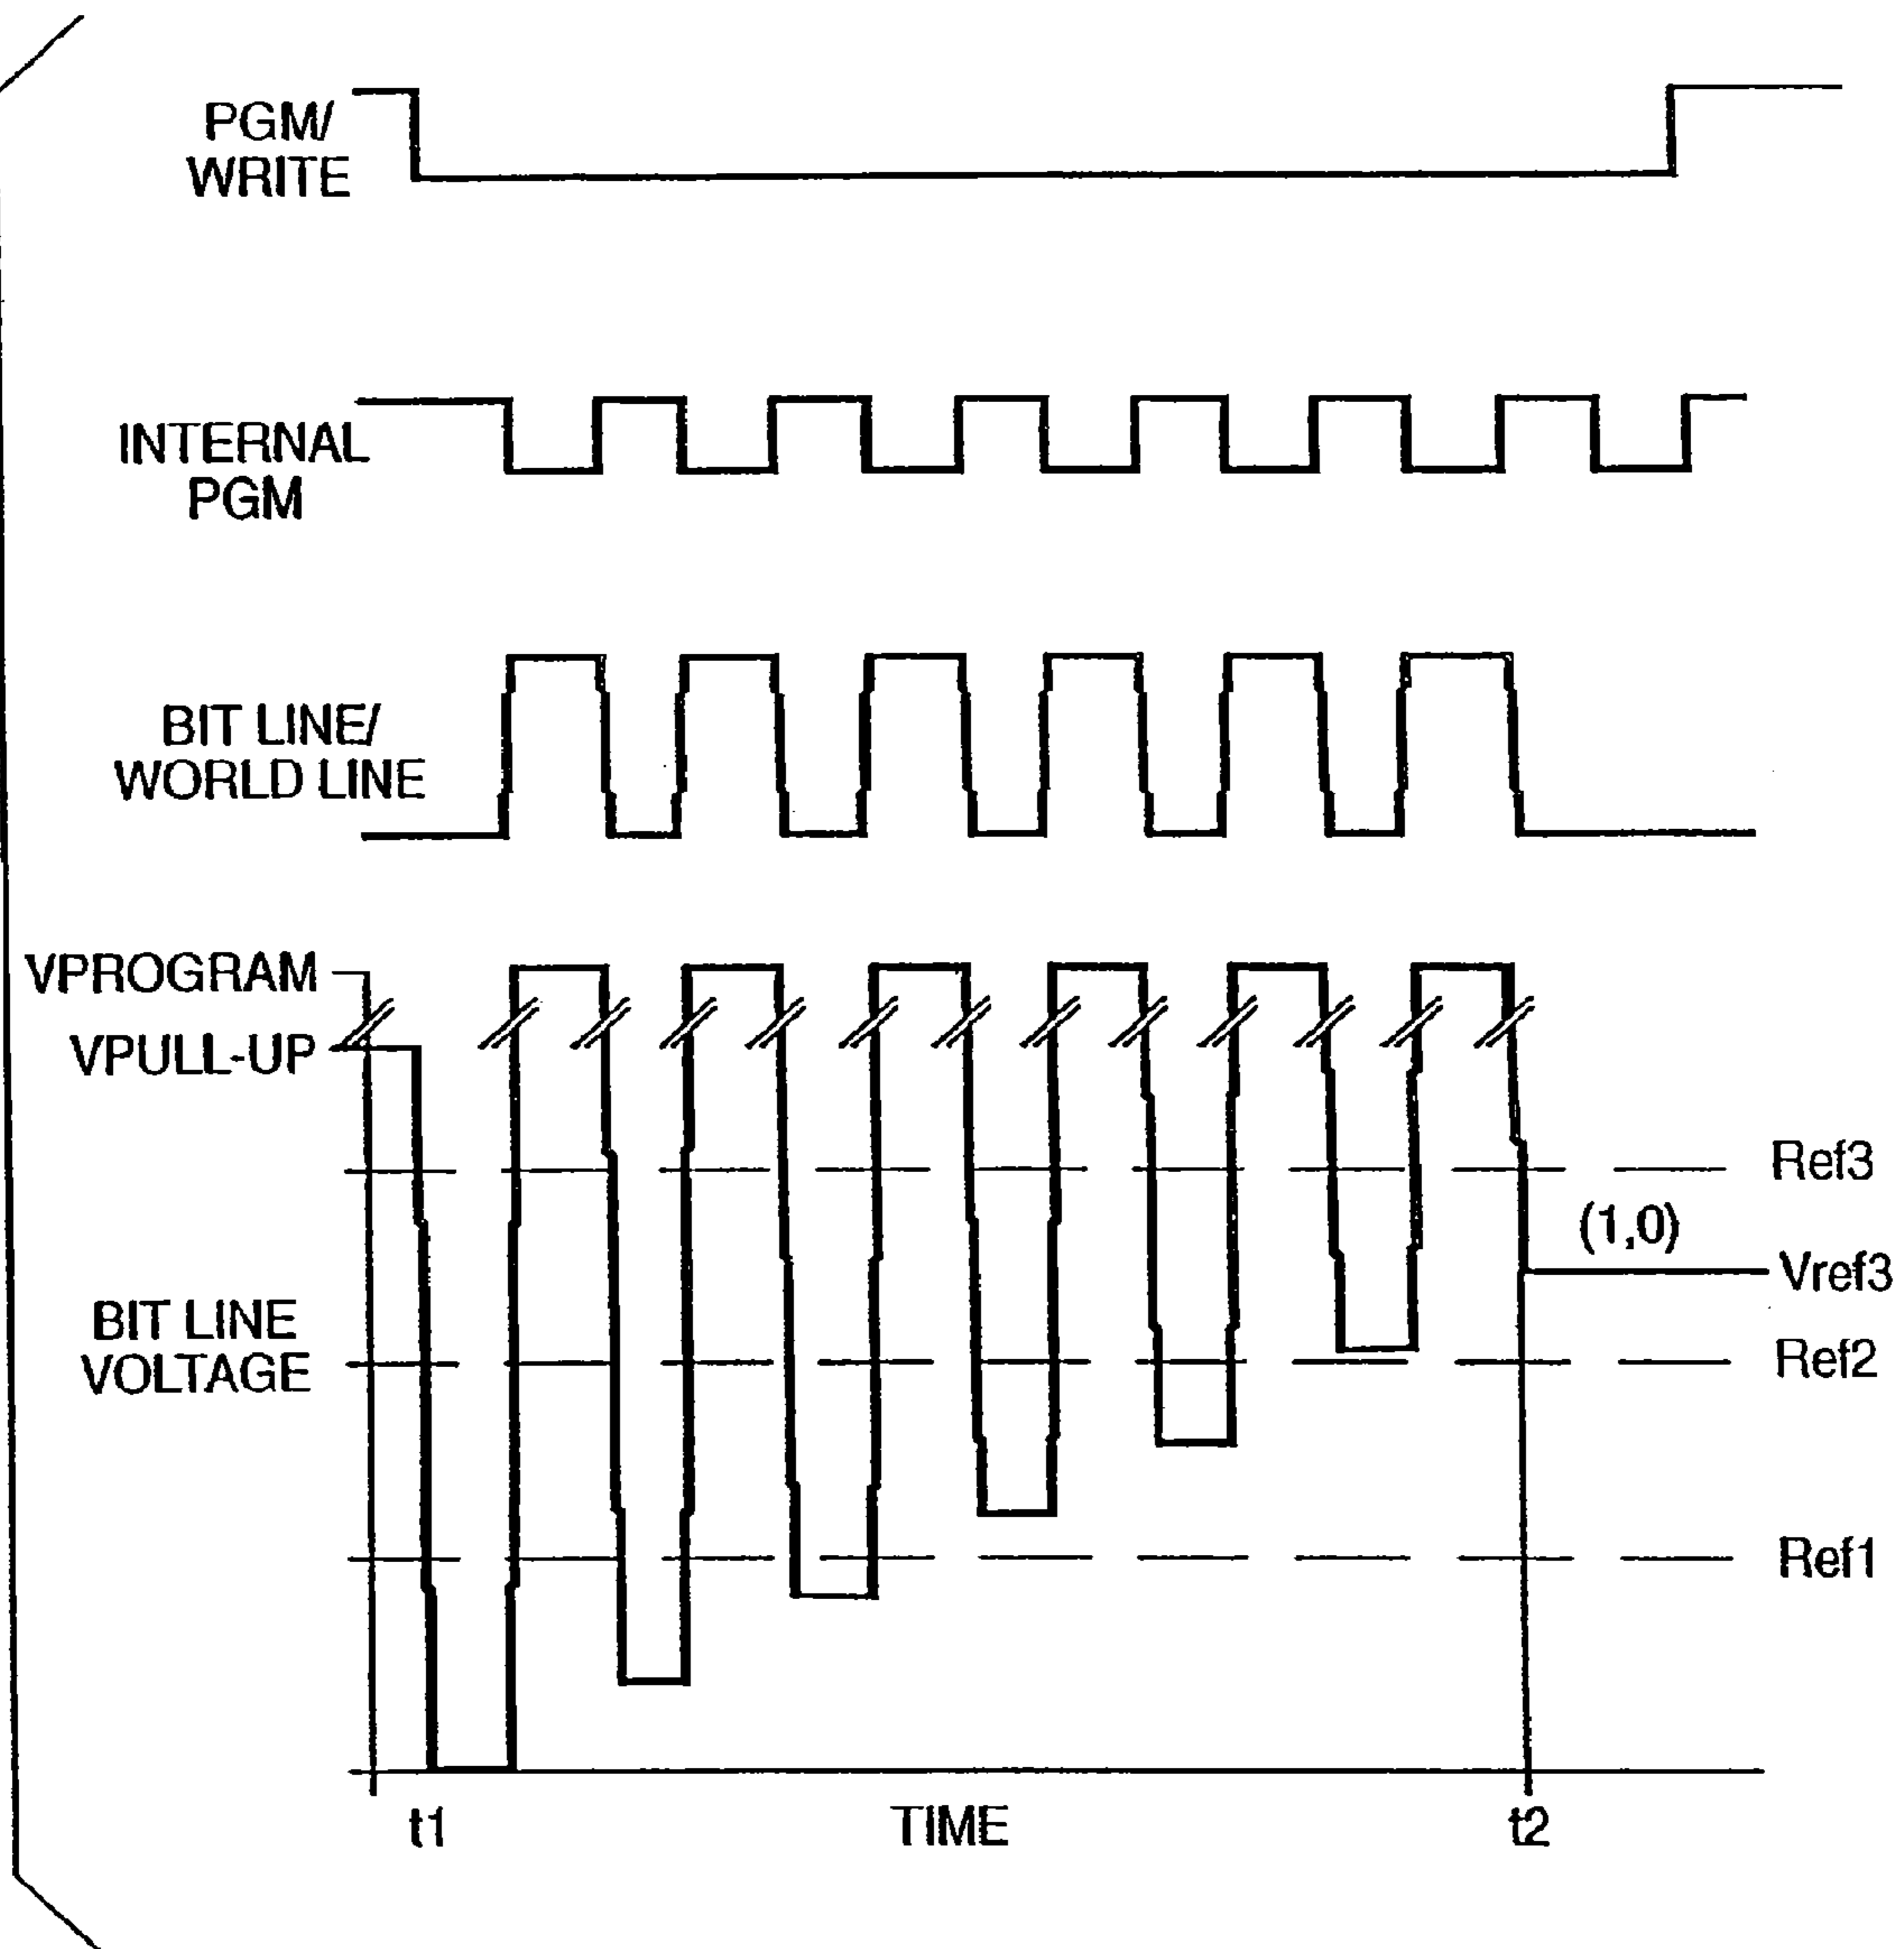 PGM/
WRITE
INTERNAL
PGM
BIT LINE/
WORLD LINE
VPROGRAM
VPULL-UP
Ref3
(1,0)
Vref3
BIT LINE
VOLTAGE
Ref2
Ref1
t1
TIME
t2